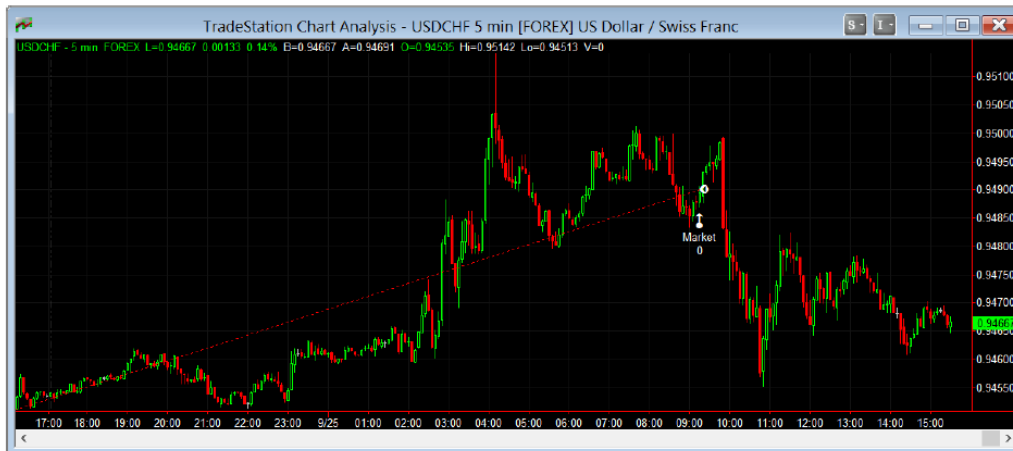 TradeStation Chart Analysis - USDCHF 5 min [FOREX] US Dollar / Swiss Franc
S - I -
USDCHF - 5 min FOREX L=0.94667 0.00133 0.14% B=0.94667 A=0.94691 O=0.94535 Hi=0.95142 Lo=0.94513 V=0
0.95100
0.95050
0.95000
0.94950
0.94900
0.94850
0.94800
0.94750
0.94700
0.94667
0.94650
0.94600
0.94550
Market
0
17:00 18:00 19:00 20:00 21:00 22:00 23:00 9/25 01:00 02:00 03:00 04:00 05:00 06:00 07:00 08:00 09:00 10:00 11:00 12:00 13:00 14:00 15:00